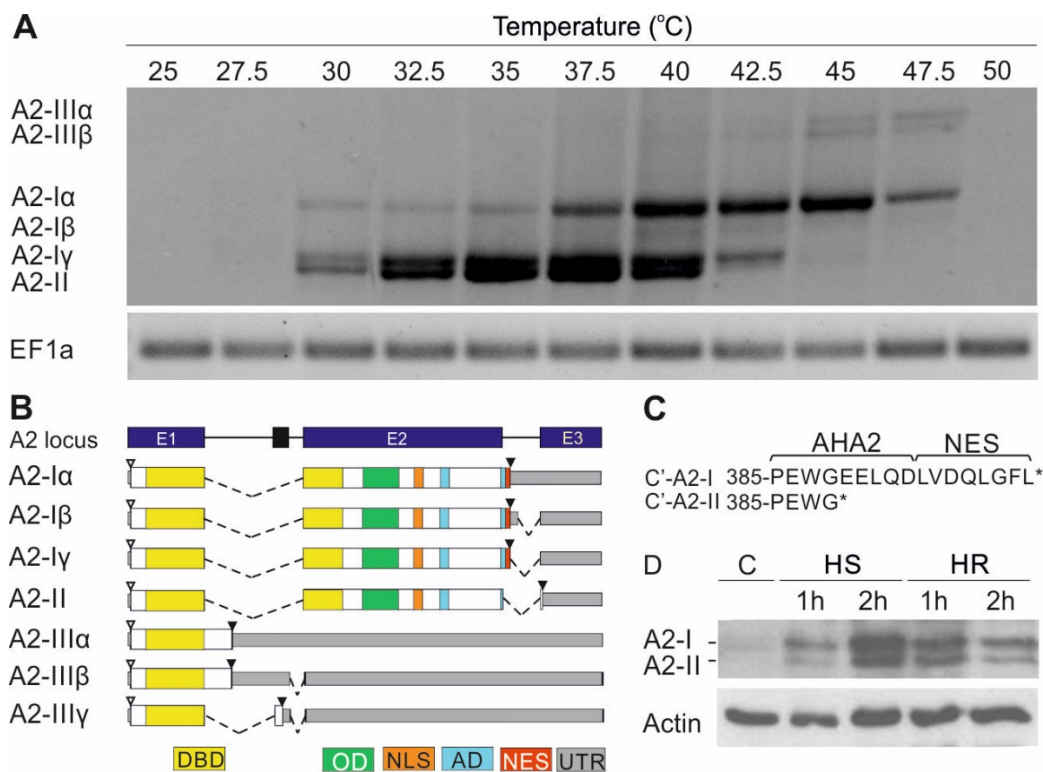 A
Temperature (°C)
25 27.5 30 32.5 35 37.5 40 42.5 45 47.5 50
A2-IIIα
A2-IIIβ
A2-Iα
A2-Iβ
A2-Iγ
A2-II
EF1a
B
A2 locus E1 E2 E3
A2-Iα
A2-Iβ
A2-Iγ
A2-II
A2-IIIα
A2-IIIβ
A2-IIIγ
DBD OD NLS AD NES UTR
C
AHA2 NES
C'-A2-I 385-PEWGEELQDLVDQLGFL*
C'-A2-II 385-PEWG*
D C HS HR
1h 2h 1h 2h
A2-I -
A2-II -
Actin